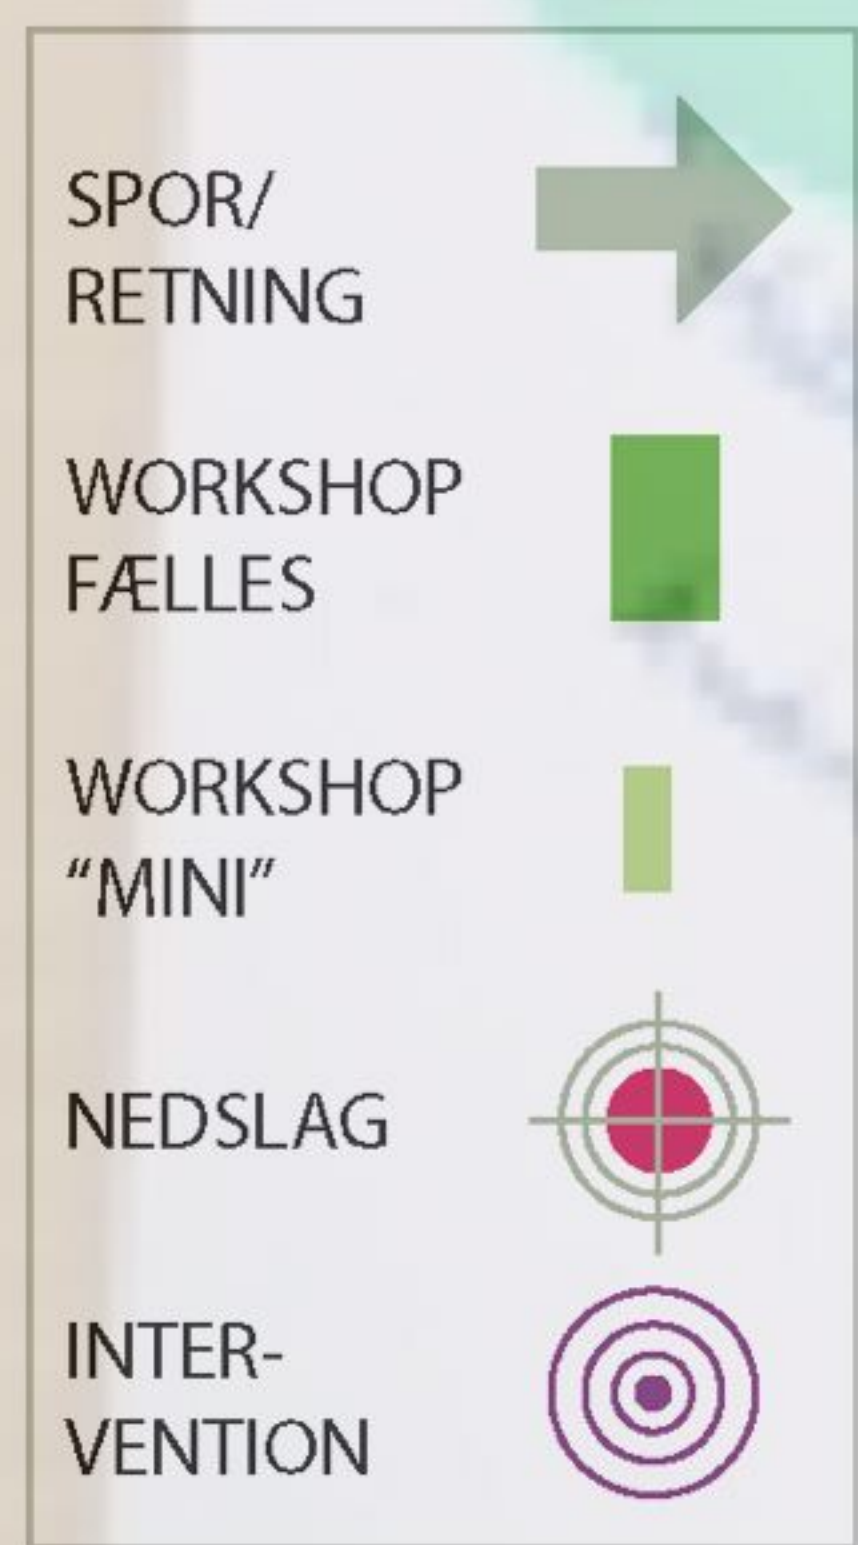 SPOR/
RETNING
WORKSHOP
FÆLLES
WORKSHOP
“MINI”
NEDSLAG
INTER-
VENTION